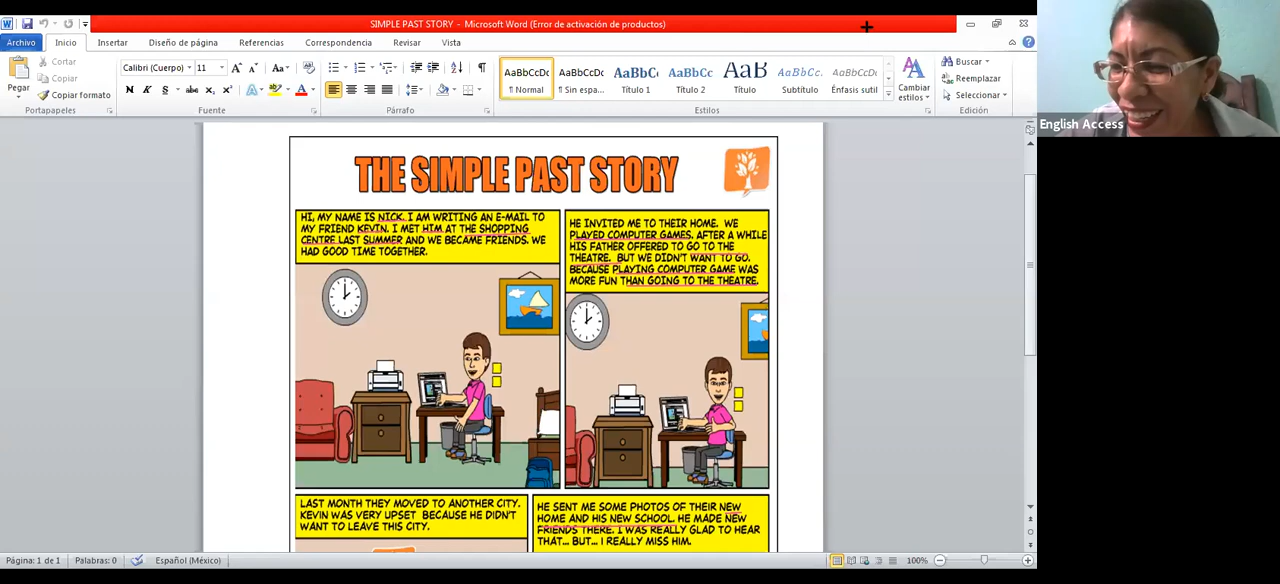 SIMPLE PAST STORY - Microsoft Word (Error de activación de productos)
Archivo Inicio Insertar Diseño de página Referencias Correspondencia Revisar Vista
Pegar
Cortar
Copiar
Copiar formato
Portapapeles
Calibri (Cuerpo) 11
Fuente
Párrafo
AaBbCcDc AaBbCcDc AaBbC( AaBbCc AaB AaBbCc. AaBbCcDc
¶ Normal ¶ Sin espa... Título 1 Título 2 Título Subtítulo Énfasis sutil
Estilos
Cambiar
estilos
Buscar
Reemplazar
Seleccionar
Edición
English Access
THE SIMPLE PAST STORY
HI, MY NAME IS NICK. I AM WRITING AN E-MAIL TO
MY FRIEND KEVIN. I MET HIM AT THE SHOPPING
CENTRE LAST SUMMER AND WE BECAME FRIENDS. WE
HAD GOOD TIME TOGETHER.
HE INVITED ME TO THEIR HOME. WE
PLAYED COMPUTER GAMES. AFTER A WHILE
HIS FATHER OFFERED TO GO TO THE
THEATRE. BUT WE DIDN'T WANT TO GO.
BECAUSE PLAYING COMPUTER GAME WAS
MORE FUN THAN GOING TO THE THEATRE.
LAST MONTH THEY MOVED TO ANOTHER CITY.
KEVIN WAS VERY UPSET BECAUSE HE DIDN'T
WANT TO LEAVE THIS CITY.
HE SENT ME SOME PHOTOS OF THEIR NEW
HOME AND HIS NEW SCHOOL. HE MADE NEW
FRIENDS THERE. I WAS REALLY GLAD TO HEAR
THAT... BUT... I REALLY MISS HIM.
Página: 1 de 1 Palabras: 0 Español (México) 100%